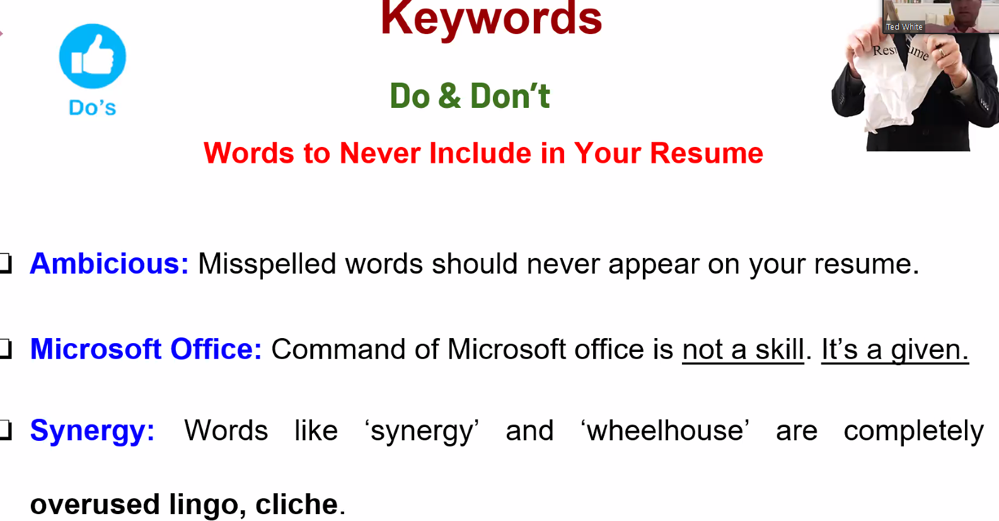 Keywords
Ted White
Resume
Do's
Do & Don't
Words to Never Include in Your Resume
Ambicious: Misspelled words should never appear on your resume.
Microsoft Office: Command of Microsoft office is not a skill. It's a given.
Synergy: Words like 'synergy' and 'wheelhouse' are completely
overused lingo, cliche.